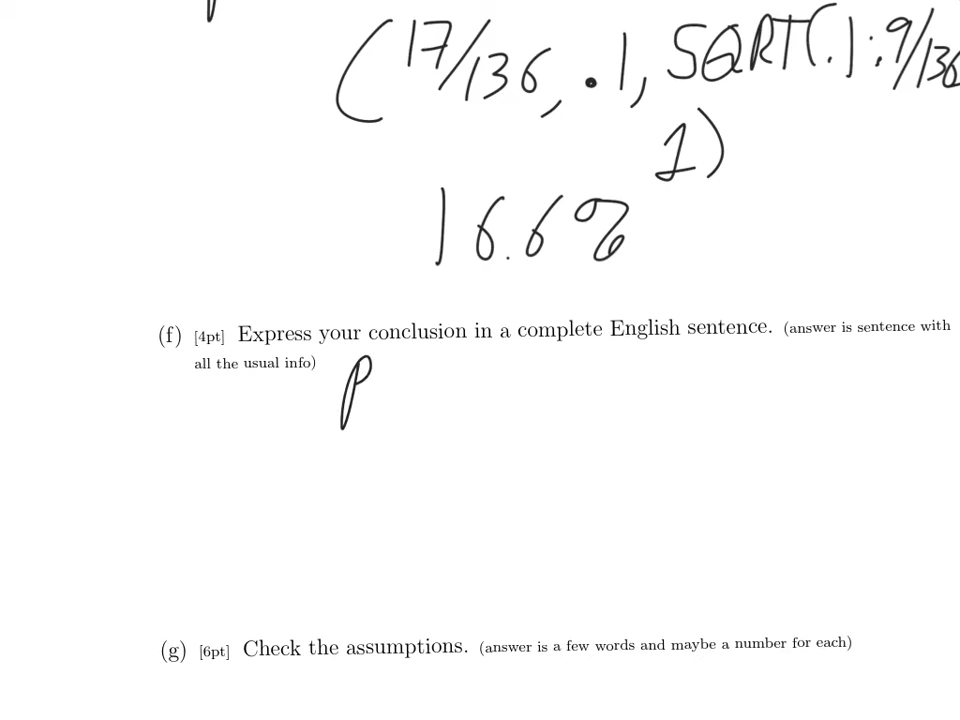 (17/136, .1, SQRT(.1*.9/136
1)
16.6%
(f) [4pt] Express your conclusion in a complete English sentence. (answer is sentence with
all the usual info)
P
(g) [6pt] Check the assumptions. (answer is a few words and maybe a number for each)